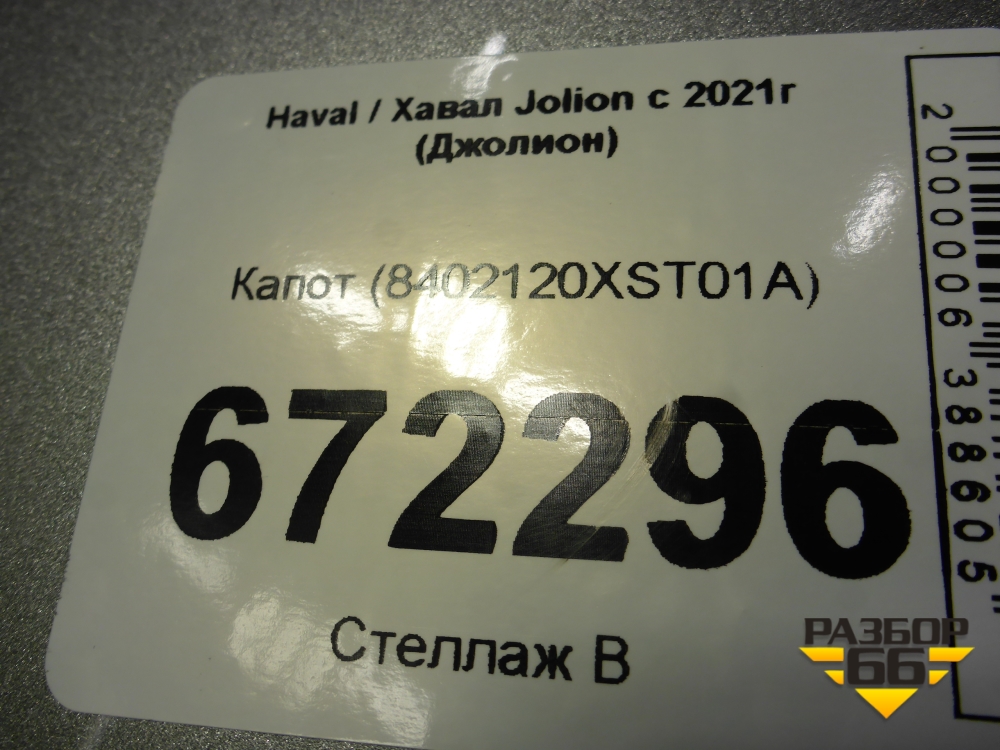 Haval / Хавал Jolion с 2021г
(Джолион)
Капот (8402120XST01A)
672296
Стеллаж В
2000006388605
РАЗБОР
66